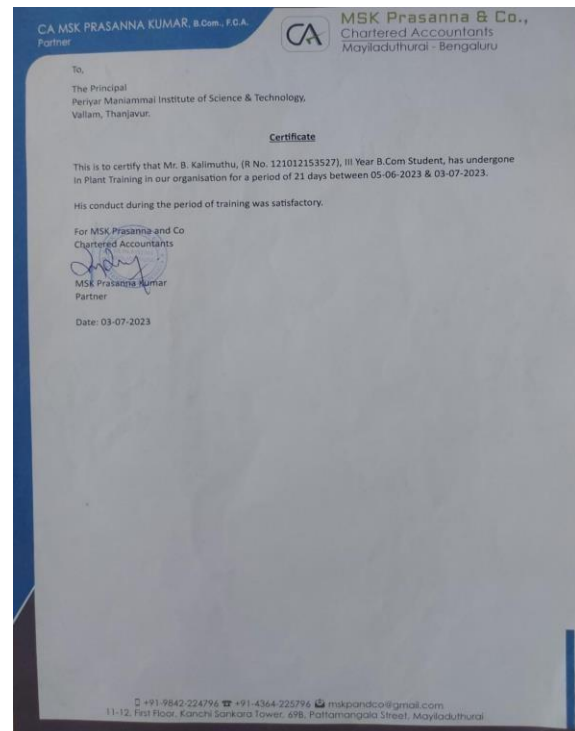 CA MSK PRASANNA KUMAR, B.Com., F.C.A.
Partner
CA
MSK Prasanna & Co.,
Chartered Accountants
Mayiladuthurai - Bengaluru
To,
The Principal
Periyar Maniammai Institute of Science & Technology,
Vallam, Thanjavur.
Certificate
This is to certify that Mr. B. Kalimuthu, (R No. 121012153527), III Year B.Com Student, has undergone
in Plant Training in our organisation for a period of 21 days between 05-06-2023 & 03-07-2023.
His conduct during the period of training was satisfactory.
For MSK Prasanna and Co
Chartered Accountants
MSK Prasanna Kumar
Partner
Date: 03-07-2023
+91-9842-224796 +91-4364-225796 mskpandco@gmail.com
11-12, First Floor, Kanchi Sankara Tower, 69B, Pattamangala Street, Mayiladuthurai